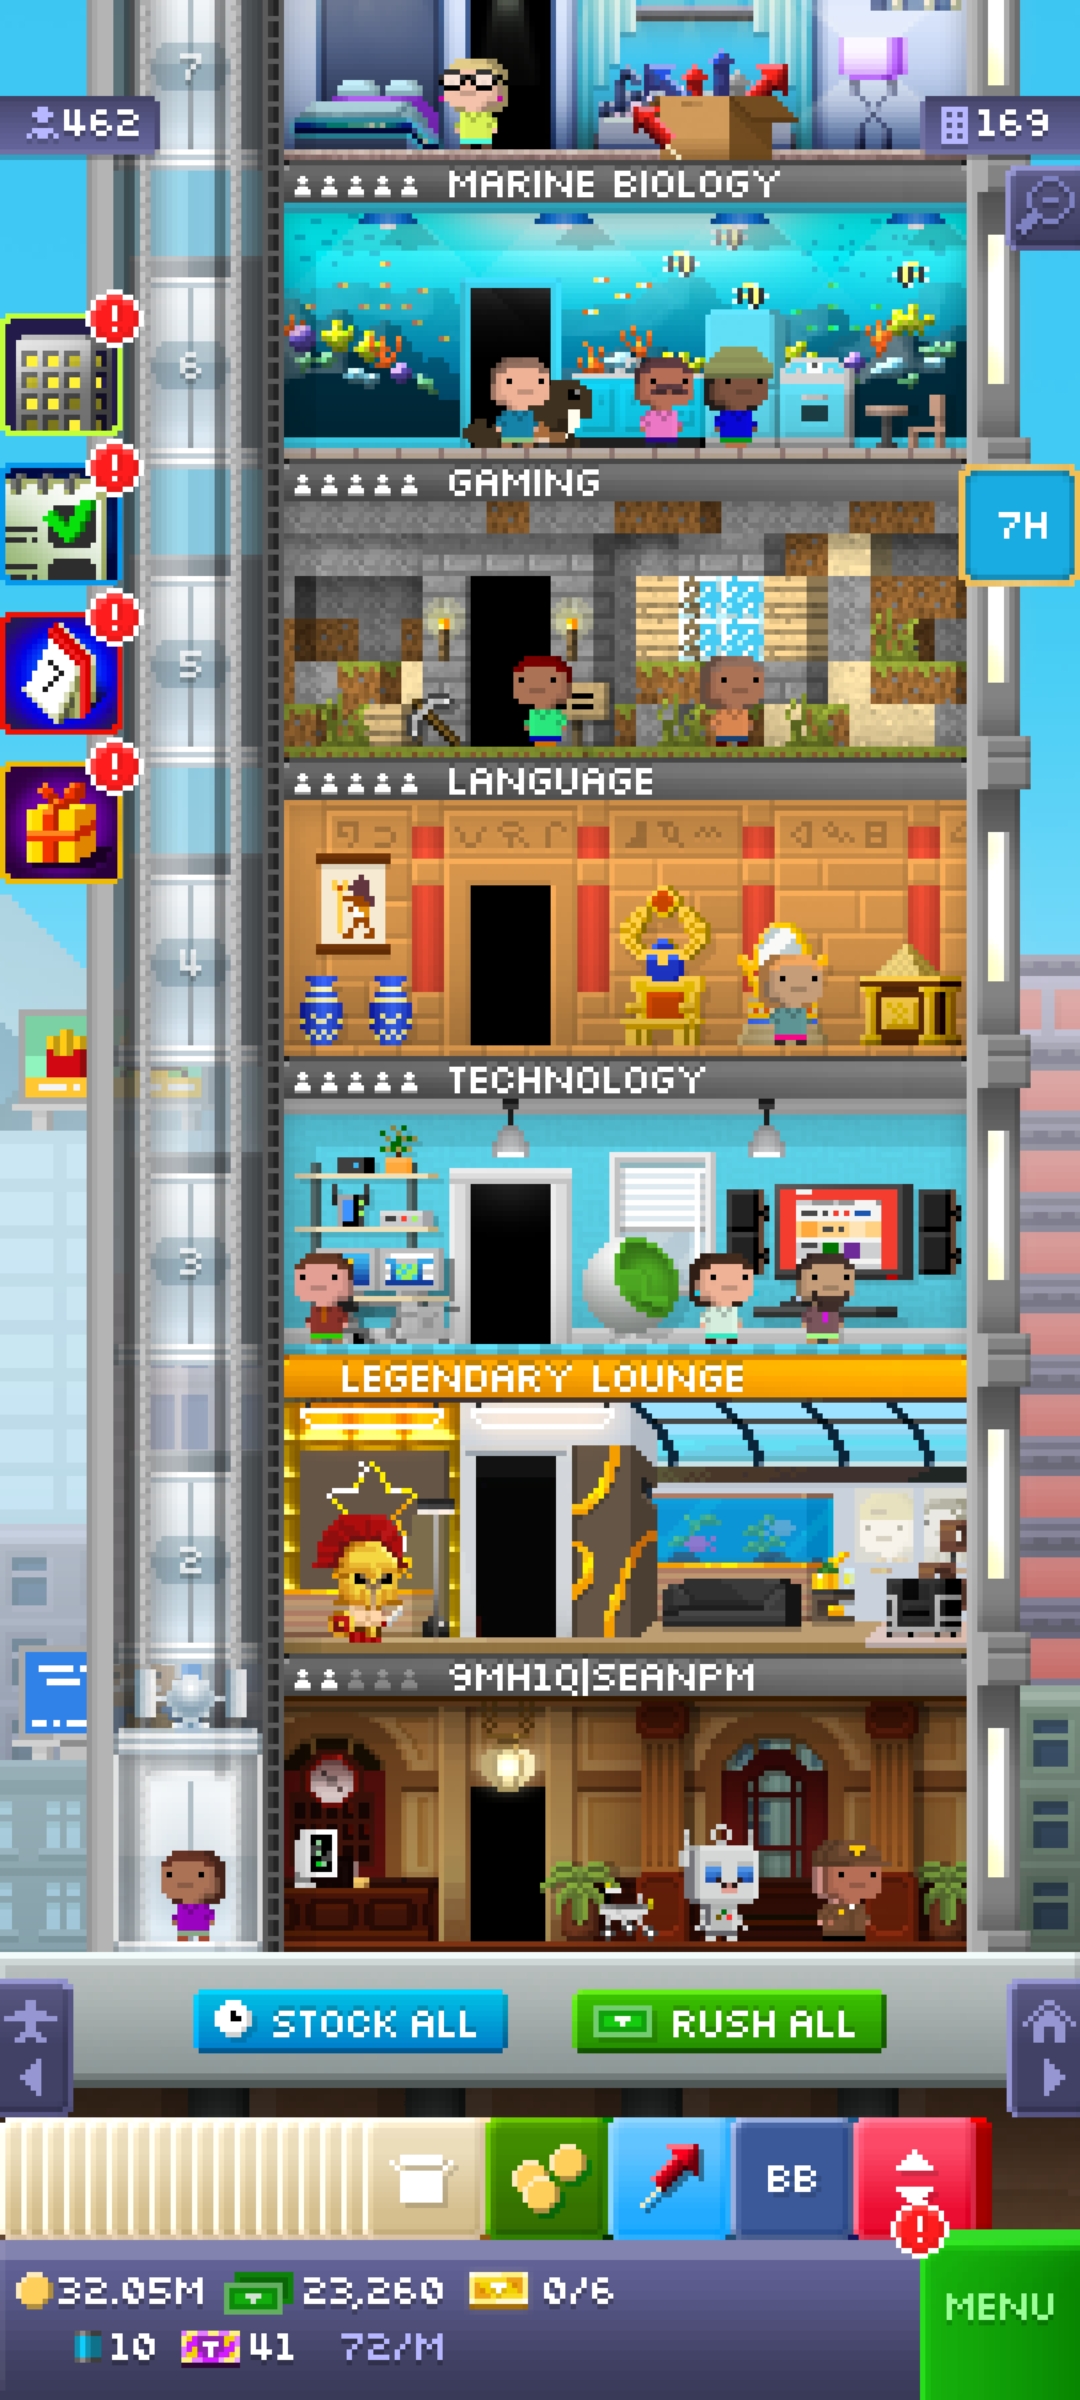 7
462
169
MARINE BIOLOGY
6
GAMING
7H
5
LANGUAGE
4
TECHNOLOGY
3
LEGENDARY LOUNGE
2
9MH1Q|SEANPM
STOCK ALL
RUSH ALL
BB
32.05M
23,260
0/6
MENU
10
41
72/M